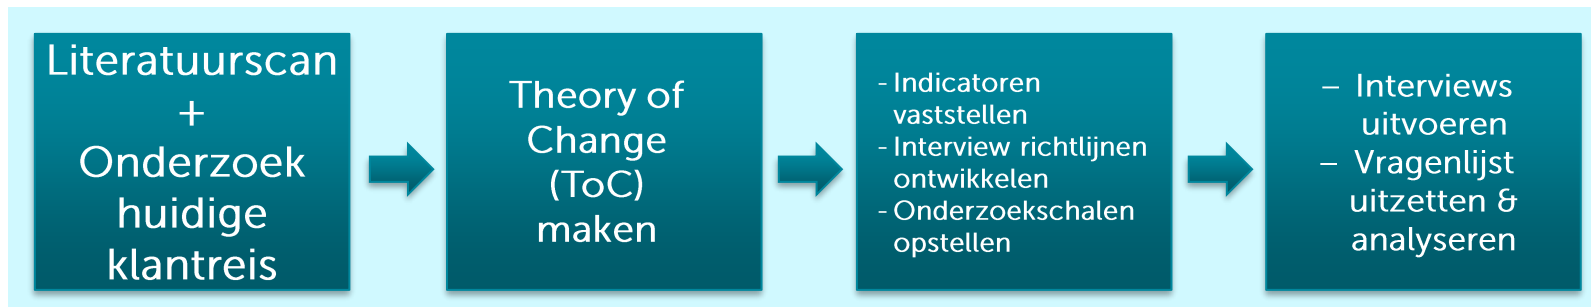 Literatuurscan
+
Onderzoek
huidige
klantreis
Theory of
Change
(ToC)
maken
- Indicatoren
vaststellen
- Interview richtlijnen
ontwikkelen
- Onderzoekschalen
opstellen
– Interviews
uitvoeren
– Vragenlijst
uitzetten &
analyseren